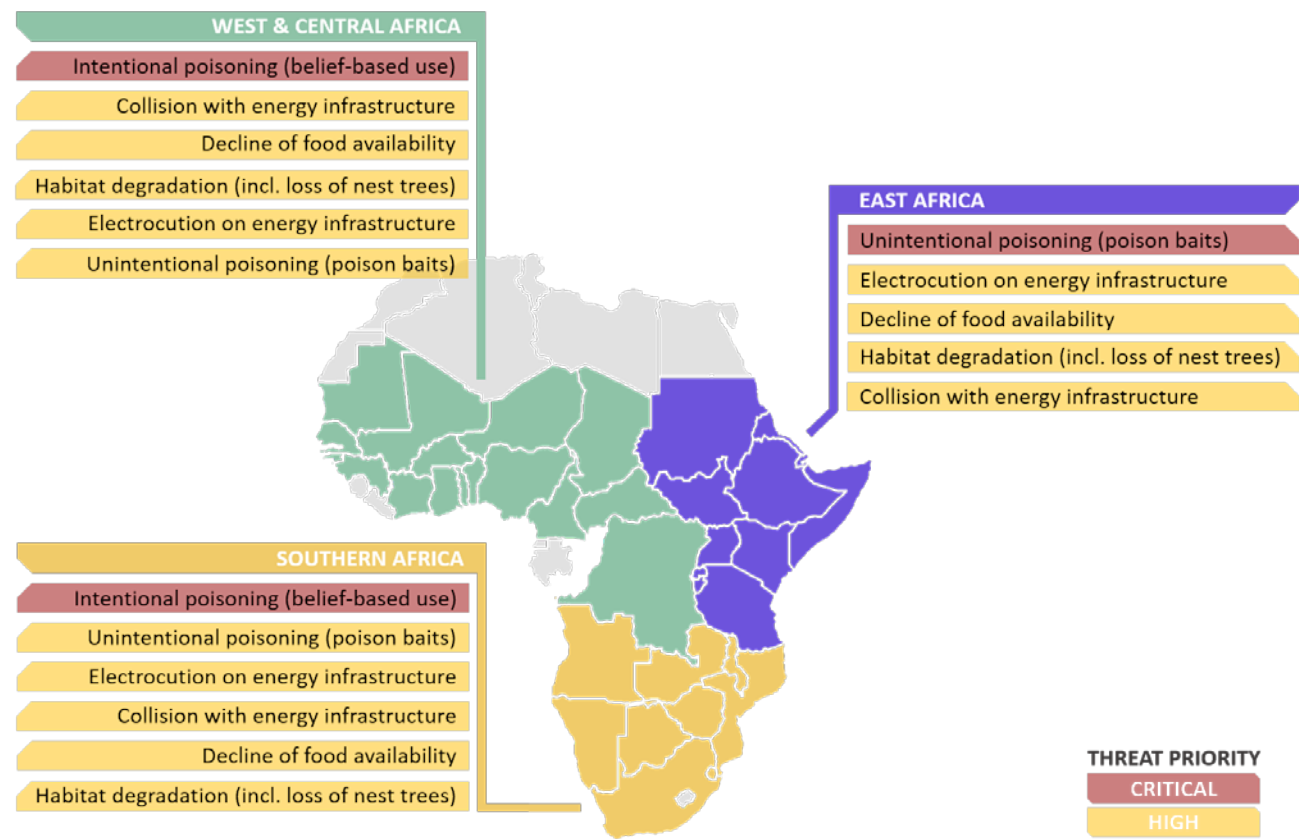 WEST & CENTRAL AFRICA
Intentional poisoning (belief-based use)
Collision with energy infrastructure
Decline of food availability
Habitat degradation (incl. loss of nest trees)
Electrocution on energy infrastructure
Unintentional poisoning (poison baits)
EAST AFRICA
Unintentional poisoning (poison baits)
Electrocution on energy infrastructure
Decline of food availability
Habitat degradation (incl. loss of nest trees)
Collision with energy infrastructure
SOUTHERN AFRICA
Intentional poisoning (belief-based use)
Unintentional poisoning (poison baits)
Electrocution on energy infrastructure
Collision with energy infrastructure
Decline of food availability
Habitat degradation (incl. loss of nest trees)
THREAT PRIORITY
CRITICAL
HIGH